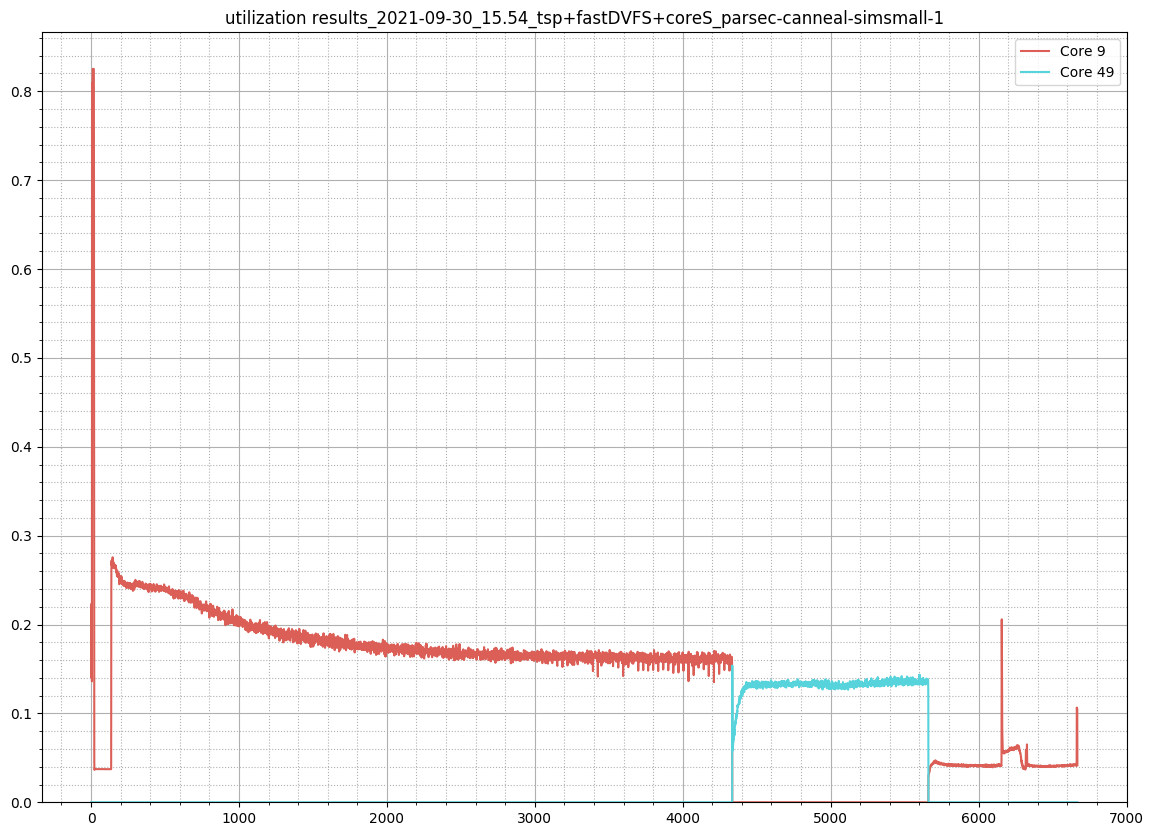 utilization results_2021-09-30_15.54_tsp+fastDVFS+coreS_parsec-canneal-simsmall-1
Core 9
Core 49
0.8
0.7
0.6
0.5
0.4
0.3
0.2
0.1
0.0
0 1000 2000 3000 4000 5000 6000 7000